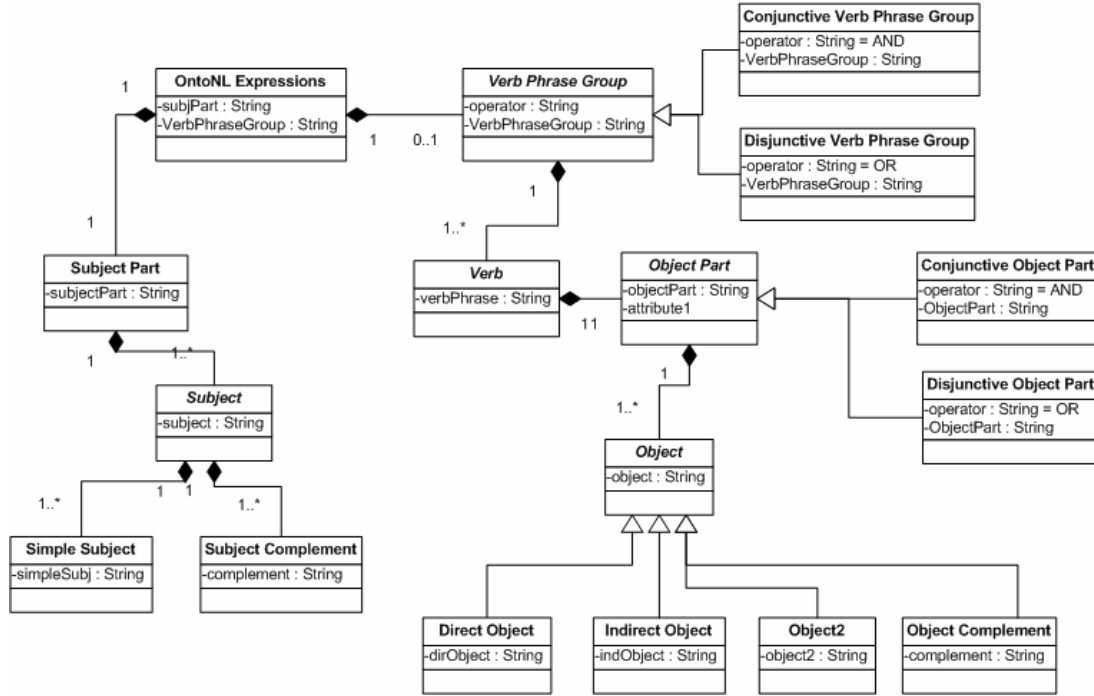 Conjunctive Verb Phrase Group
-operator : String = AND
-VerbPhraseGroup : String
OntoNL Expressions
-subjPart : String
-VerbPhraseGroup : String
Verb Phrase Group
-operator : String
-VerbPhraseGroup : String
1
1
0..1
Disjunctive Verb Phrase Group
-operator : String = OR
-VerbPhraseGroup : String
1
1
1..*
Subject Part
-subjectPart : String
Verb
-verbPhrase : String
Object Part
-objectPart : String
-attribute1
Conjunctive Object Part
-operator : String = AND
-ObjectPart : String
11
1
1..*
1
1..*
Disjunctive Object Part
-operator : String = OR
-ObjectPart : String
Subject
-subject : String
Object
-object : String
1
1
1..*
1..*
Simple Subject
-simpleSubj : String
Subject Complement
-complement : String
Direct Object
-dirObject : String
Indirect Object
-indObject : String
Object2
-object2 : String
Object Complement
-complement : String